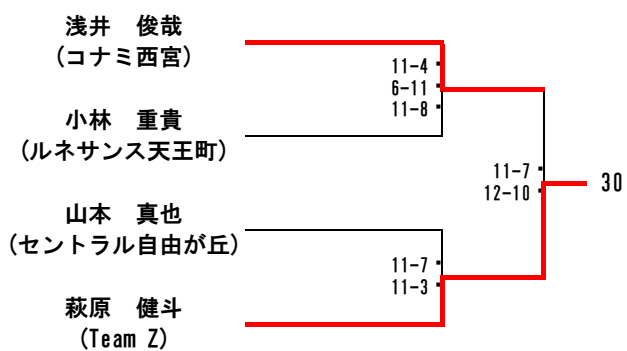 浅井　俊哉
(コナミ西宮)
11-4
6-11
11-8
小林　重貴
(ルネサンス天王町)
11-7
12-10
30
山本　真也
(セントラル自由が丘)
11-7
11-3
萩原　健斗
(Team Z)